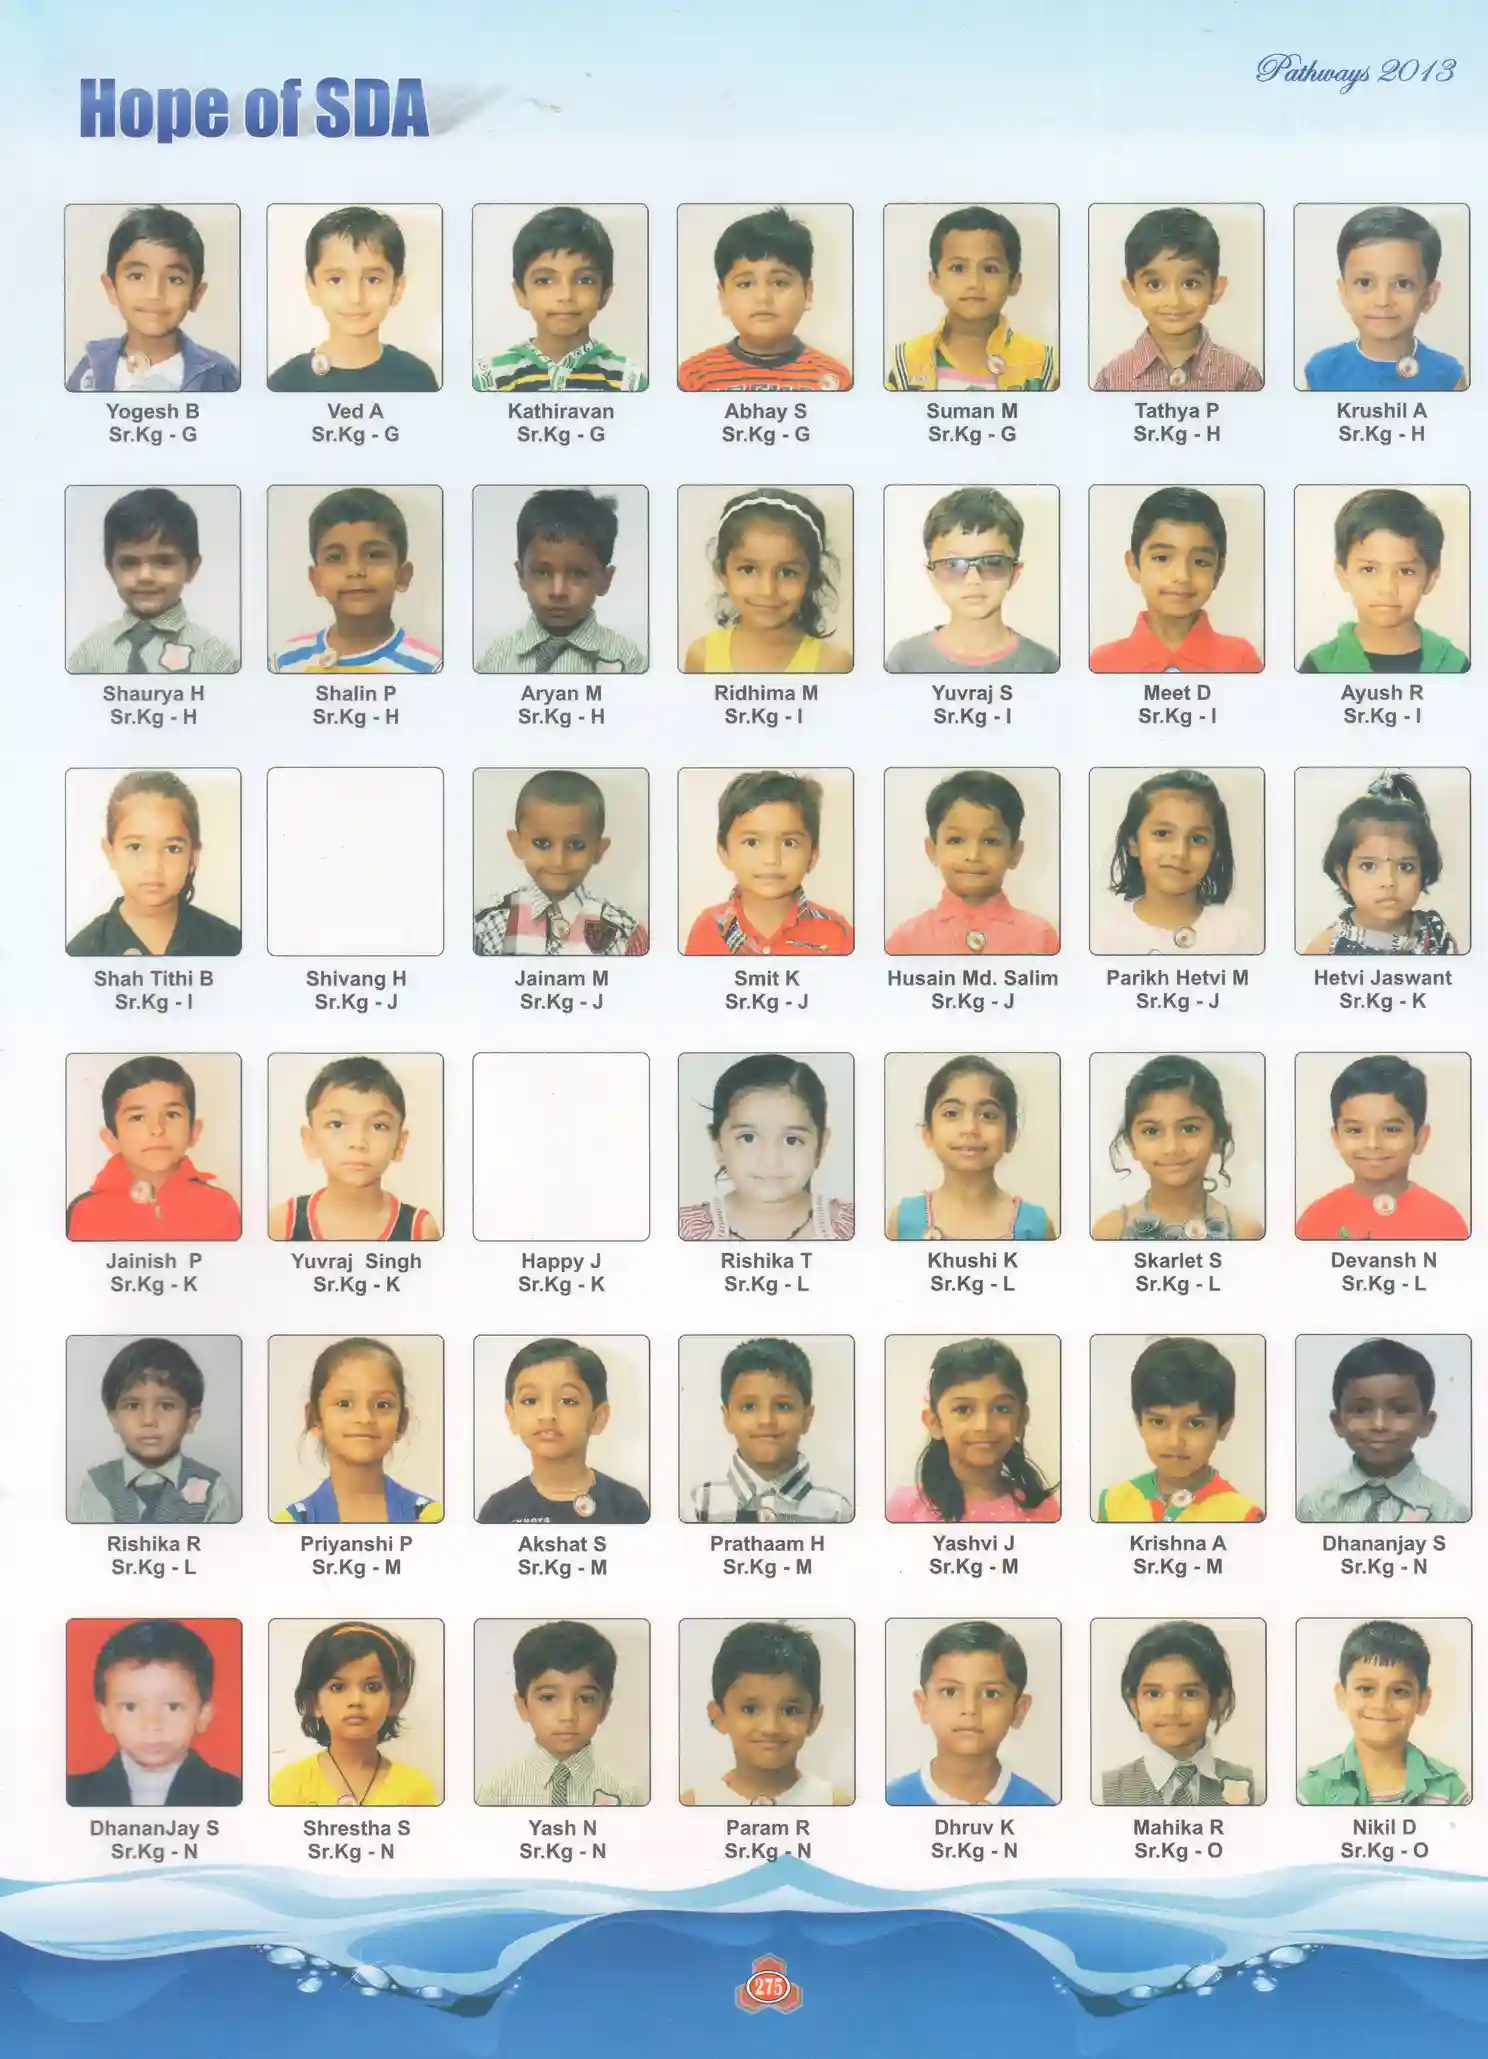 Pathways 2013
Hope of SDA
Yogesh B
Sr.Kg - G
Ved A
Sr.Kg - G
Kathiravan
Sr.Kg - G
Abhay S
Sr.Kg - G
Suman M
Sr.Kg - G
Tathya P
Sr.Kg - H
Krushil A
Sr.Kg - H
Shaurya H
Sr.Kg - H
Shalin P
Sr.Kg - H
Aryan M
Sr.Kg - H
Ridhima M
Sr.Kg - I
Yuvraj S
Sr.Kg - I
Meet D
Sr.Kg - I
Ayush R
Sr.Kg - I
Shah Tithi B
Sr.Kg - I
Shivang H
Sr.Kg - J
Jainam M
Sr.Kg - J
Smit K
Sr.Kg - J
Husain Md. Salim
Sr.Kg - J
Parikh Hetvi M
Sr.Kg - J
Hetvi Jaswant
Sr.Kg - K
Jainish P
Sr.Kg - K
Yuvraj Singh
Sr.Kg - K
Happy J
Sr.Kg - K
Rishika T
Sr.Kg - L
Khushi K
Sr.Kg - L
Skarlet S
Sr.Kg - L
Devansh N
Sr.Kg - L
Rishika R
Sr.Kg - L
Priyanshi P
Sr.Kg - M
Akshat S
Sr.Kg - M
Prathaam H
Sr.Kg - M
Yashvi J
Sr.Kg - M
Krishna A
Sr.Kg - M
Dhananjay S
Sr.Kg - N
DhananJay S
Sr.Kg - N
Shrestha S
Sr.Kg - N
Yash N
Sr.Kg - N
Param R
Sr.Kg - N
Dhruv K
Sr.Kg - N
Mahika R
Sr.Kg - O
Nikil D
Sr.Kg - O
275